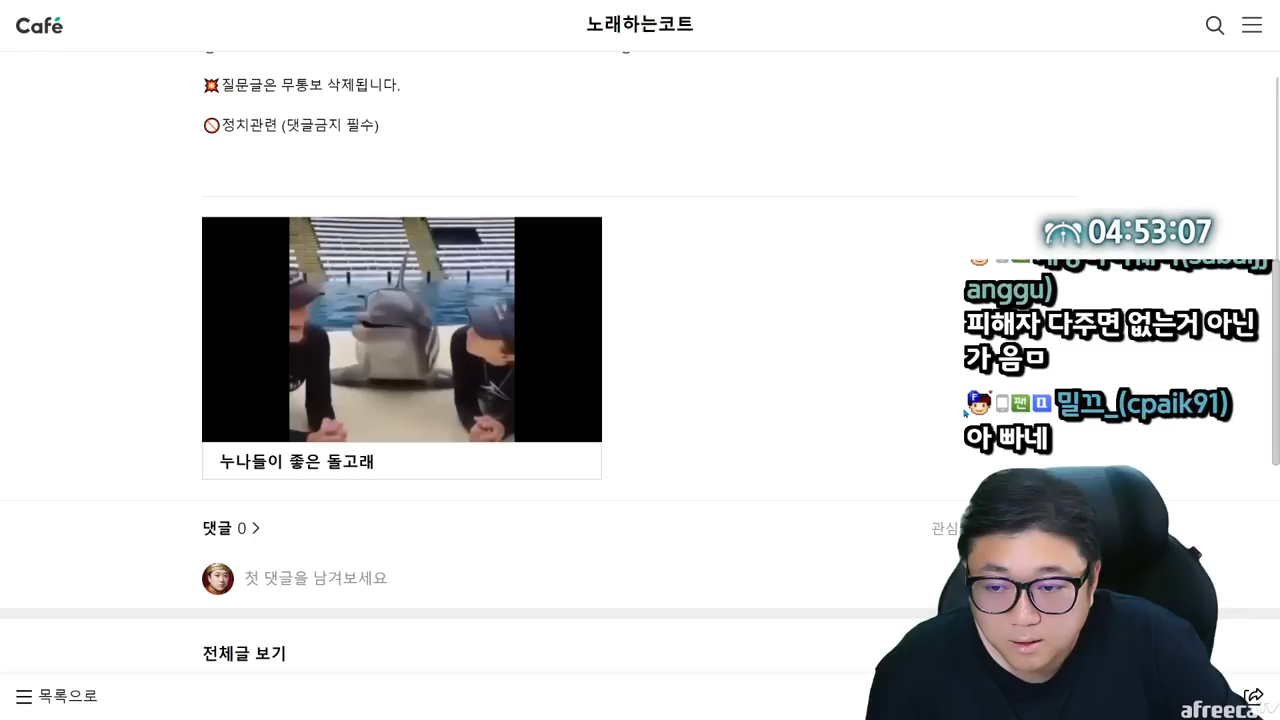 Café
노래하는코트
💥질문글은 무통보 삭제됩니다.
🚫정치관련 (댓글금지 필수)
04:53:07
anggu)
피해자 다주면 없는거 아닌
가 음ㅁ
밀끄_(cpaik91)
아 빠네
누나들이 좋은 돌고래
댓글 0
관심
첫 댓글을 남겨보세요
전체글 보기
목록으로
afreecaTV